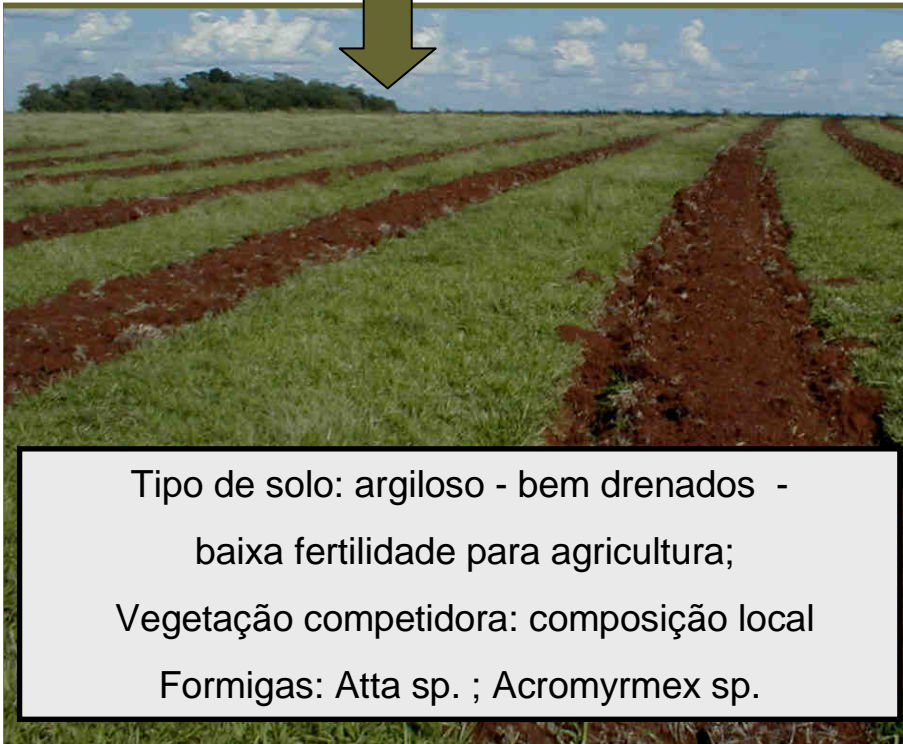 Tipo de solo: argiloso - bem drenados -
baixa fertilidade para agricultura;
Vegetação competidora: composição local
Formigas: Atta sp. ; Acromyrmex sp.